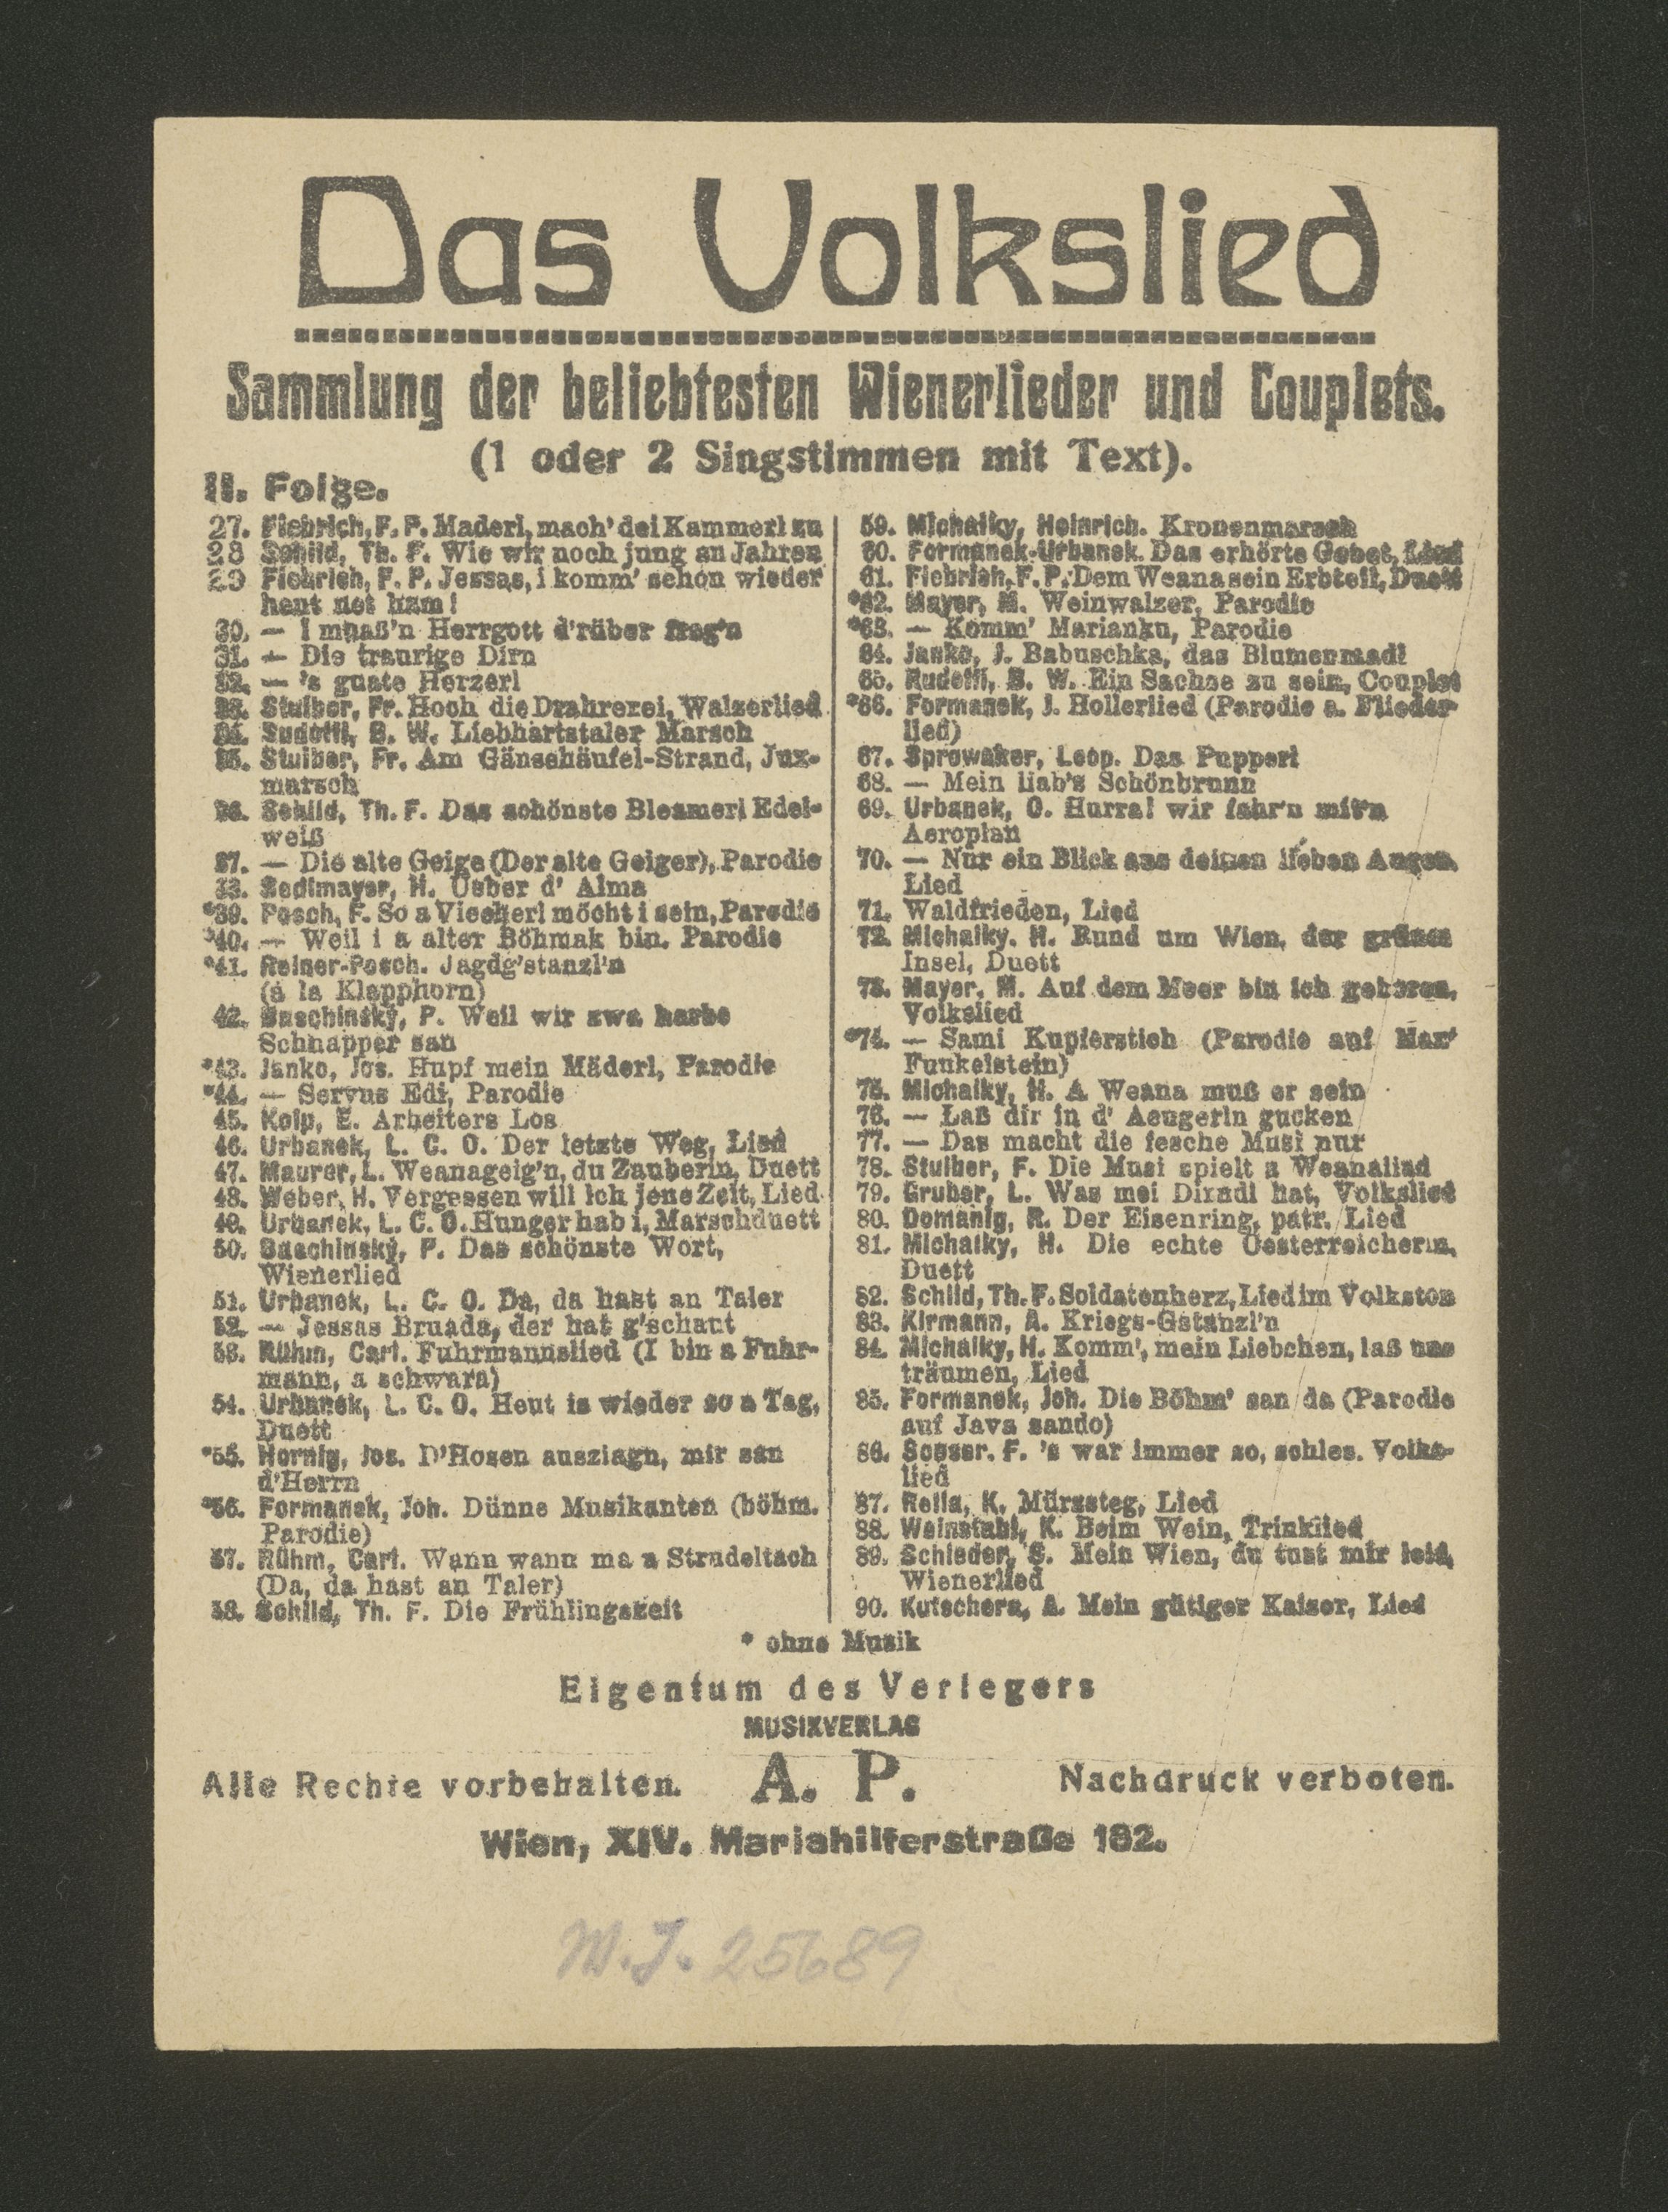 Das Volkslied
Sammlung der beliebtesten Wienerlieder und Couplets.
(1 oder 2 Singstimmen mit Text).
II. Folge.
27. Fiebrich, F. P. Maderl, mach' dei Kammerl zu
28 Schild, Th. F. Wie wir noch jung an Jahren
29 Fiebrich, F. P. Jessas, i komm' schon wieder
heut net ham!
30. — I muaß'n Herrgott d'rüber frag'n
31. — Die traurige Dirn
32. — 's guate Herzerl
33. Stuiber, Fr. Hoch die Drahrerei, Walzerlied
34. B. W. Liebhartstaler Marsch
35. Stuiber, Fr. Am Gänsehäufel-Strand, Jux-
marsch
36. Schild, Th. F. Das schönste Bleamerl Edel-
weiß
37. — Die alte Geige (Der alte Geiger), Parodie
38. Sedlmayer, H. Ueber d' Alma
*39. Posch, F. So a Viecherl möcht i sein, Parodie
*40. — Weil i a alter Böhmak bin. Parodie
*41. Reiner-Posch. Jagdg'stanzl'n
(à la Klapphorn)
42. Saschinsky, P. Weil wir zwa harbe
Schnapper san
*43. Janko, Jos. Hupf mein Mäderl, Parodie
*44. — Servus Edi, Parodie
45. Kolp, E. Arbeiters Los
46. Urbanek, L. C. O. Der letzte Weg, Lied
47. Maurer, L. Weanageig'n, du Zauberin, Duett
48. Weber, H. Vergessen will ich jene Zeit, Lied
49. Urbanek, L. C. O. Hunger hab i, Marschduett
50. Saschinsky, P. Das schönste Wort,
Wienerlied
51. Urbanek, L. C. O. Da, da hast an Taler
52. — Jessas Bruada, der hat g'schaut
53. Rühm, Carl. Fuhrmannslied (I bin a Fuhr-
mann, a schwara)
54. Urbanek, L. C. O. Heut is wieder so a Tag,
Duett
*55. Hornig, Jos. D'Hosen ausziagn, mir san
d'Herrn
*56. Formanek, Joh. Dünne Musikanten (böhm.
Parodie)
57. Rühm, Carl. Wann wann ma a Strudeltach
(Da, da hast an Taler)
58. Schild, Th. F. Die Frühlingszeit
59. Michalky, Heinrich. Kronenmarsch
60. Formanek-Urbanek. Das erhörte Gebet, Lied
61. Fiebrich, F. P. Dem Weana sein Erbteil, Duett
*62. Mayer, M. Weinwalzer, Parodie
*63. — Komm' Marianku, Parodie
64. Janko, J. Babuschka, das Blumenmadl
65. B. W. Ein Sachse zu sein, Couplet
*66. Formanek, J. Hollerlied (Parodie a. Flieder-
lied)
67. Sprowaker, Leop. Das Pupperl
68. — Mein liab's Schönbrunn
69. Urbanek, O. Hurra! wir fahr'n mit'n
Aeroplan
70. — Nur ein Blick aus deinen lieben Augen
Lied
71. Waldfrieden, Lied
72. Michalky. H. Rund um Wien, der grünen
Insel, Duett
73. Mayer, M. Auf dem Meer bin ich geboren,
Volkslied
*74. — Sami Kupferstich (Parodie auf Max'
Funkelstein)
75. Michalky, H. A Weana muß er sein
76. — Laß dir in d' Aeugerln gucken
77. — Das macht die fesche Musi nur
78. Stuiber, F. Die Musi spielt a Weanalied
79. Gruber, L. Was mei Dirndl hat, Volkslied
80. Domanig, R. Der Eisenring, patr. Lied
81. Michalky, H. Die echte Oesterreicherin,
Duett
82. Schild, Th. F. Soldatenherz, Lied im Volkston
83. Kirmann, A. Kriegs-Gstanzl'n
84. Michalky, H. Komm', mein Liebchen, laß uns
träumen, Lied
85. Formanek, Joh. Die Böhm' san da (Parodie
auf Java sando)
86. F. 's war immer so, schles. Volks-
lied
87. Rella, K. Mürzsteg, Lied
88. Weinstabl, K. Beim Wein, Trinklied
89. Schieder, S. Mein Wien, du tust mir leid,
Wienerlied
90. Kutschera, A. Mein gütiger Kaiser, Lied
* ohne Musik
Eigentum des Verlegers
MUSIKVERLAG
Alle Rechte vorbehalten. A. P. Nachdruck verboten.
Wien, XIV. Mariahilferstraße 182.
M.J. 25689